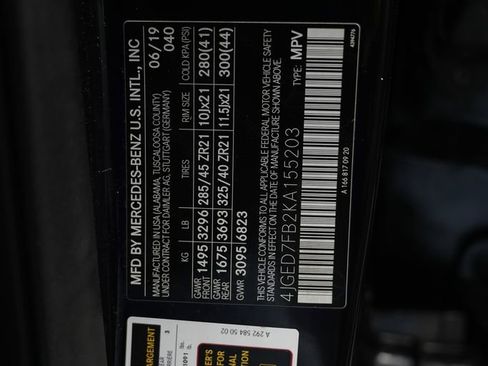 MFD BY MERCEDES-BENZ U.S. INTL., INC
MADE IN USA (ALABAMA, TUSCALOOSA COUNTY) 06/19
UNDER CONTRACT FOR DAIMLER AG, STUTTGART (GERMANY) 040
KG LB TIRES RIM SIZE COLD KPA (PSI)
GAWR FRONT 1495 3296 285/45 ZR21 10Jx21 280(41)
GAWR REAR 1675 3693 325/40 ZR21 11.5Jx21 300(44)
GVWR 3095 6823
THIS VEHICLE CONFORMS TO ALL APPLICABLE FEDERAL MOTOR VEHICLE SAFETY
STANDARDS IN EFFECT ON THE DATE OF MANUFACTURE SHOWN ABOVE.
4JGED7FB2KA155203 TYPE: MPV
A 166 817 09 20
A 292 584 50 02